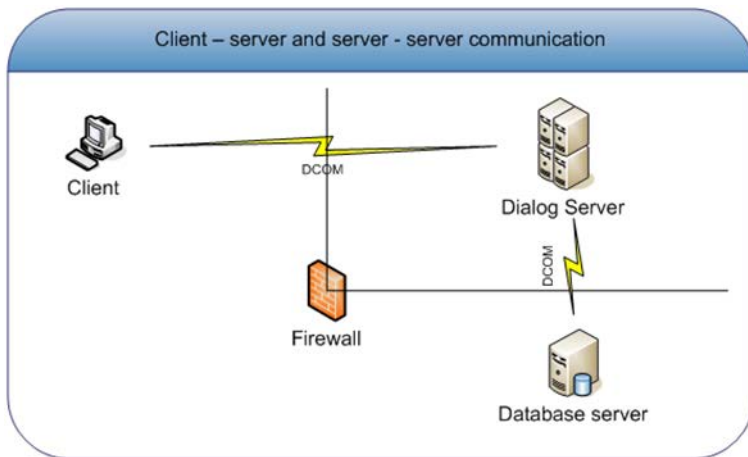 Client – server and server - server communication
Client
DCOM
Dialog Server
DCOM
Firewall
Database server